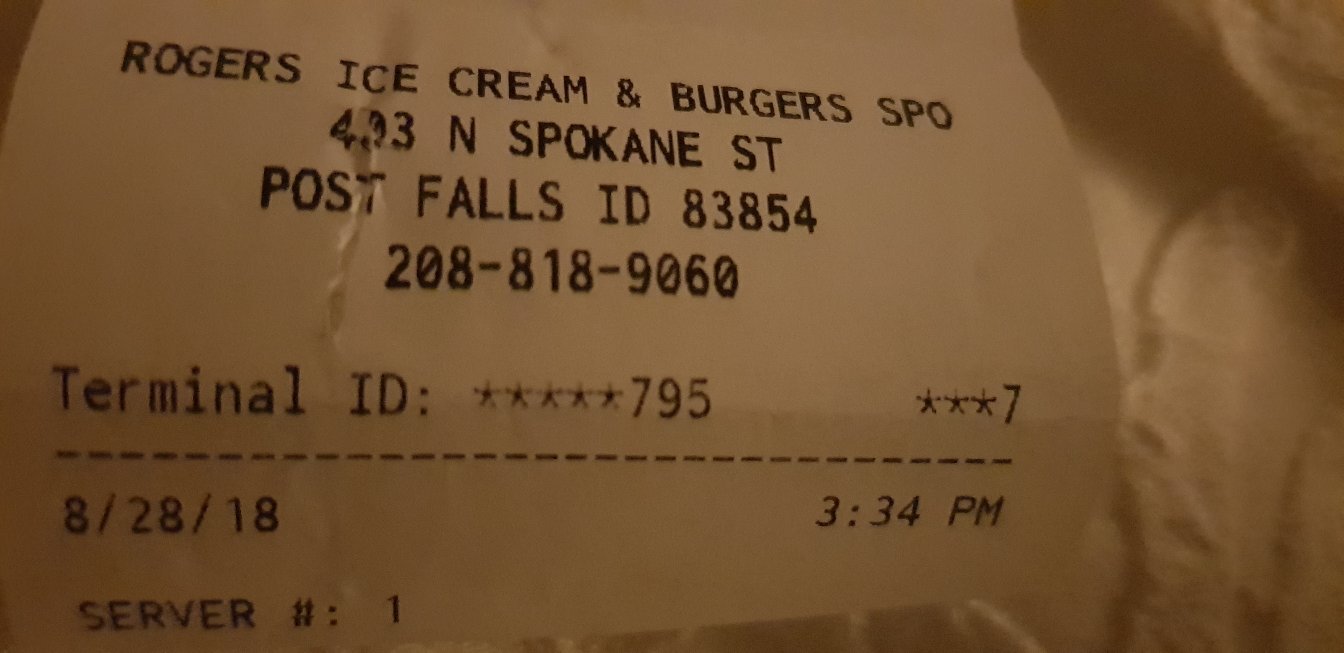 ROGERS ICE CREAM & BURGERS SPO
N SPOKANE ST
POST FALLS ID 83854
208-818-9060
Terminal ID: *****795 ***7
8/28/18 3:34 PM
SERVER #: 1